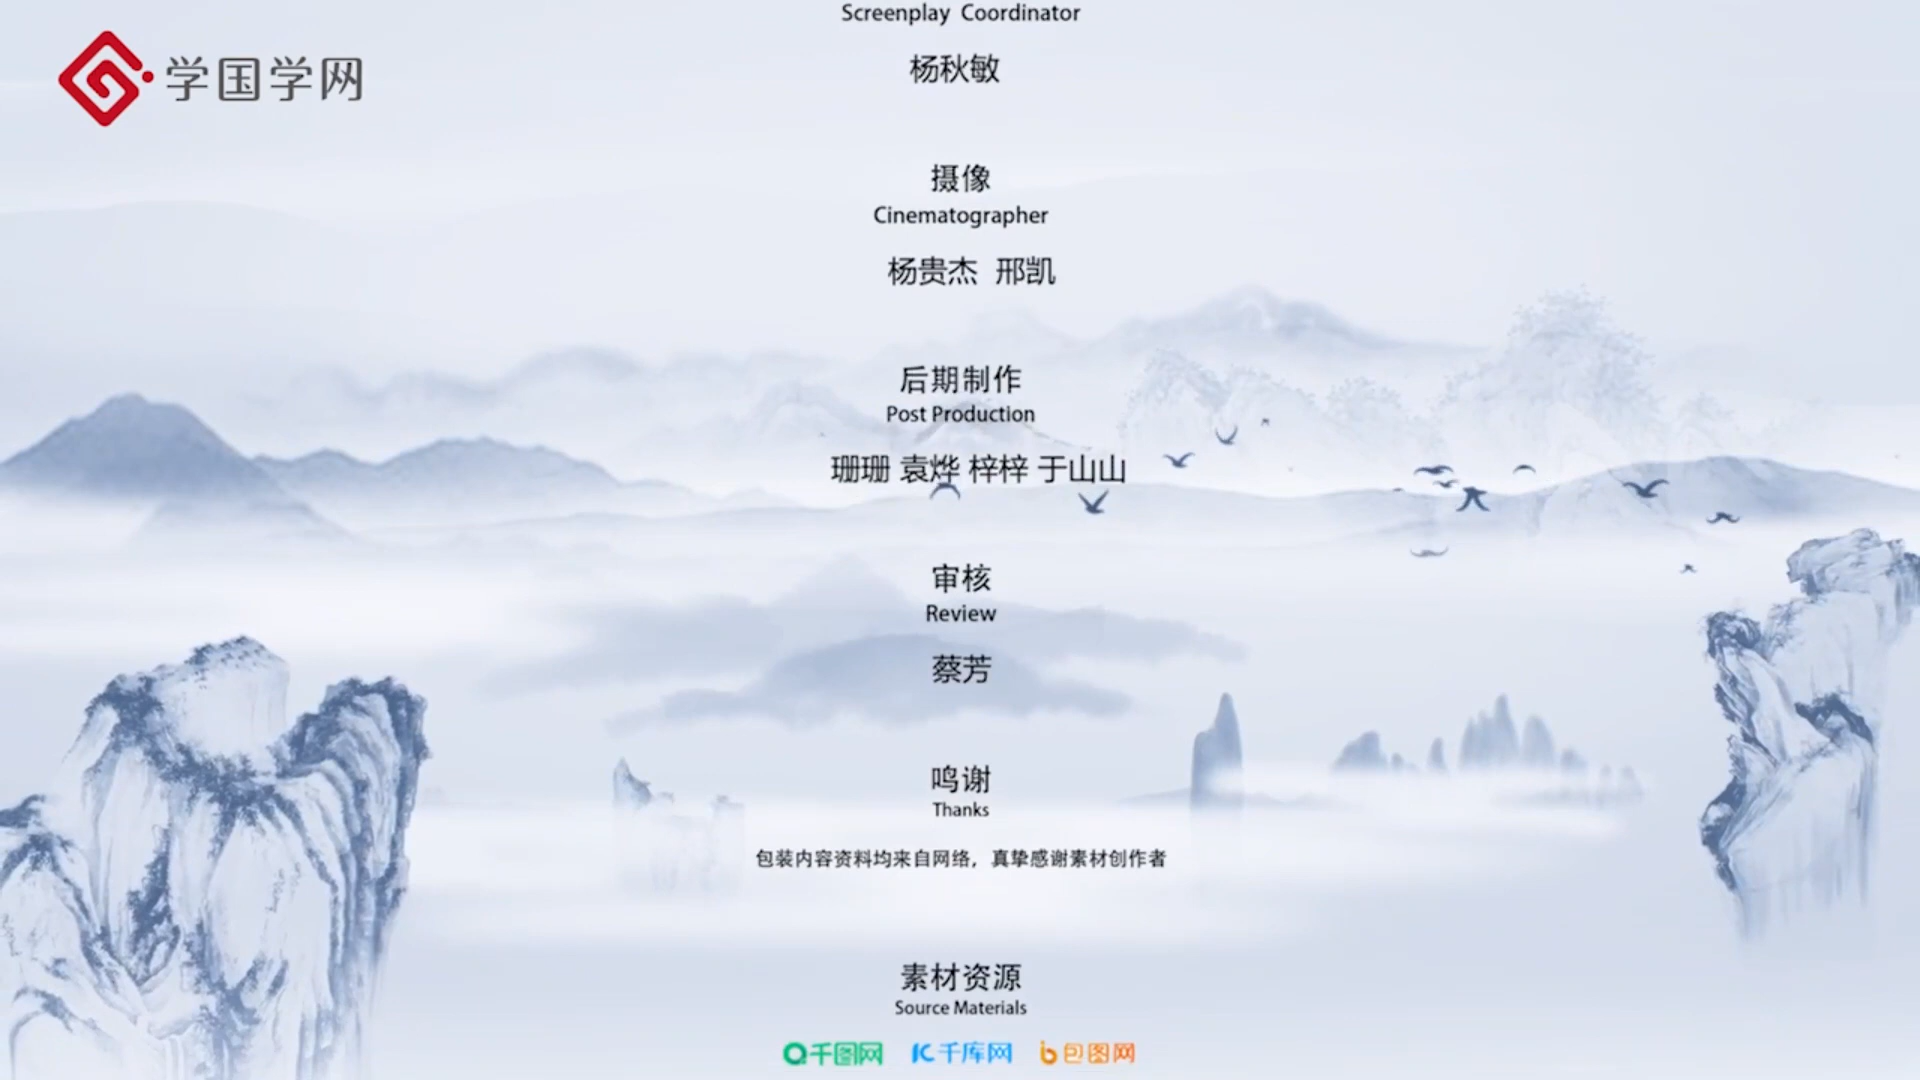 Screenplay Coordinator
学国学网
杨秋敏
摄像
Cinematographer
杨贵杰 邢凯
后期制作
Post Production
珊珊 袁烨 梓梓 于山山
审核
Review
蔡芳
鸣谢
Thanks
包装内容资料均来自网络，真挚感谢素材创作者
素材资源
Source Materials
千图网 千库网 包图网